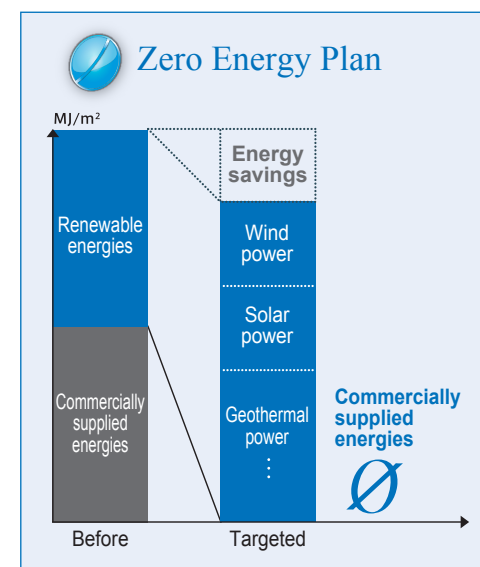 Zero Energy Plan
MJ/m²
Energy
savings
Renewable
energies
Wind
power
Solar
power
Commercially
supplied
energies
Geothermal
power
⋮
Commercially
supplied
energies
Ø
Before
Targeted